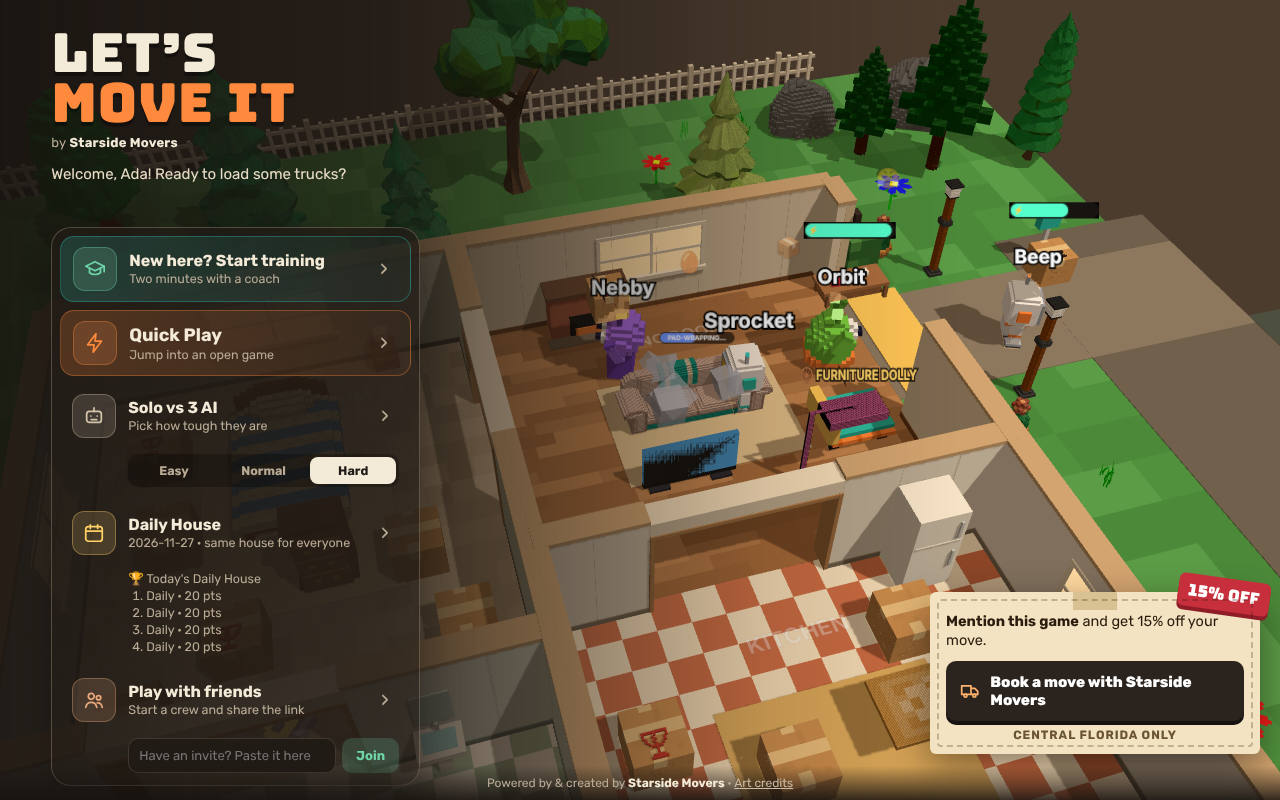 LET'S
MOVE IT
by Starside Movers
Welcome, Ada! Ready to load some trucks?
New here? Start training
Two minutes with a coach
Quick Play
Jump into an open game
Solo vs 3 AI
Pick how tough they are
Easy Normal Hard
Daily House
2026-11-27 • same house for everyone
🏆 Today's Daily House
1. Daily • 20 pts
2. Daily • 20 pts
3. Daily • 20 pts
4. Daily • 20 pts
Play with friends
Start a crew and share the link
Have an invite? Paste it here
Join
Nebby
Sprocket
PAD-WRAPPING...
Orbit
Beep
FURNITURE DOLLY
KITCHEN
15% OFF
Mention this game and get 15% off your
move.
Book a move with Starside
Movers
CENTRAL FLORIDA ONLY
Powered by & created by Starside Movers · Art credits